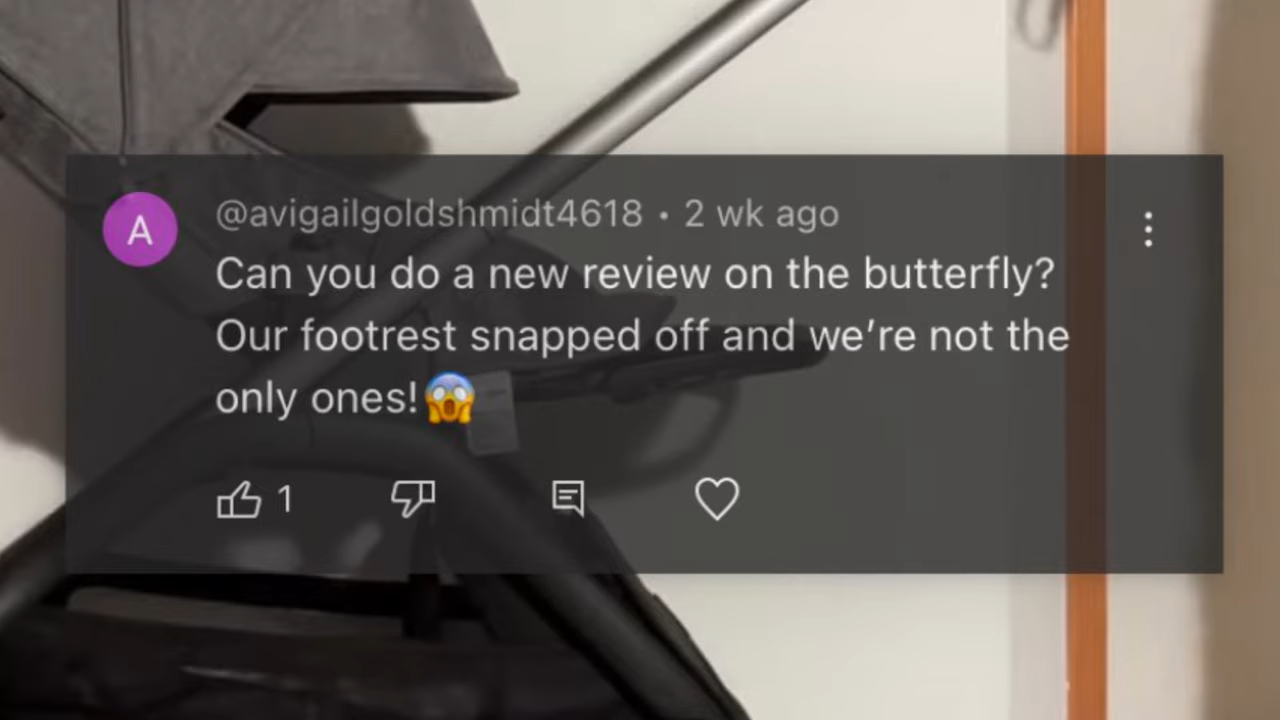 A
@avigailgoldshmidt4618 • 2 wk ago
Can you do a new review on the butterfly?
Our footrest snapped off and we’re not the
only ones!😱
1